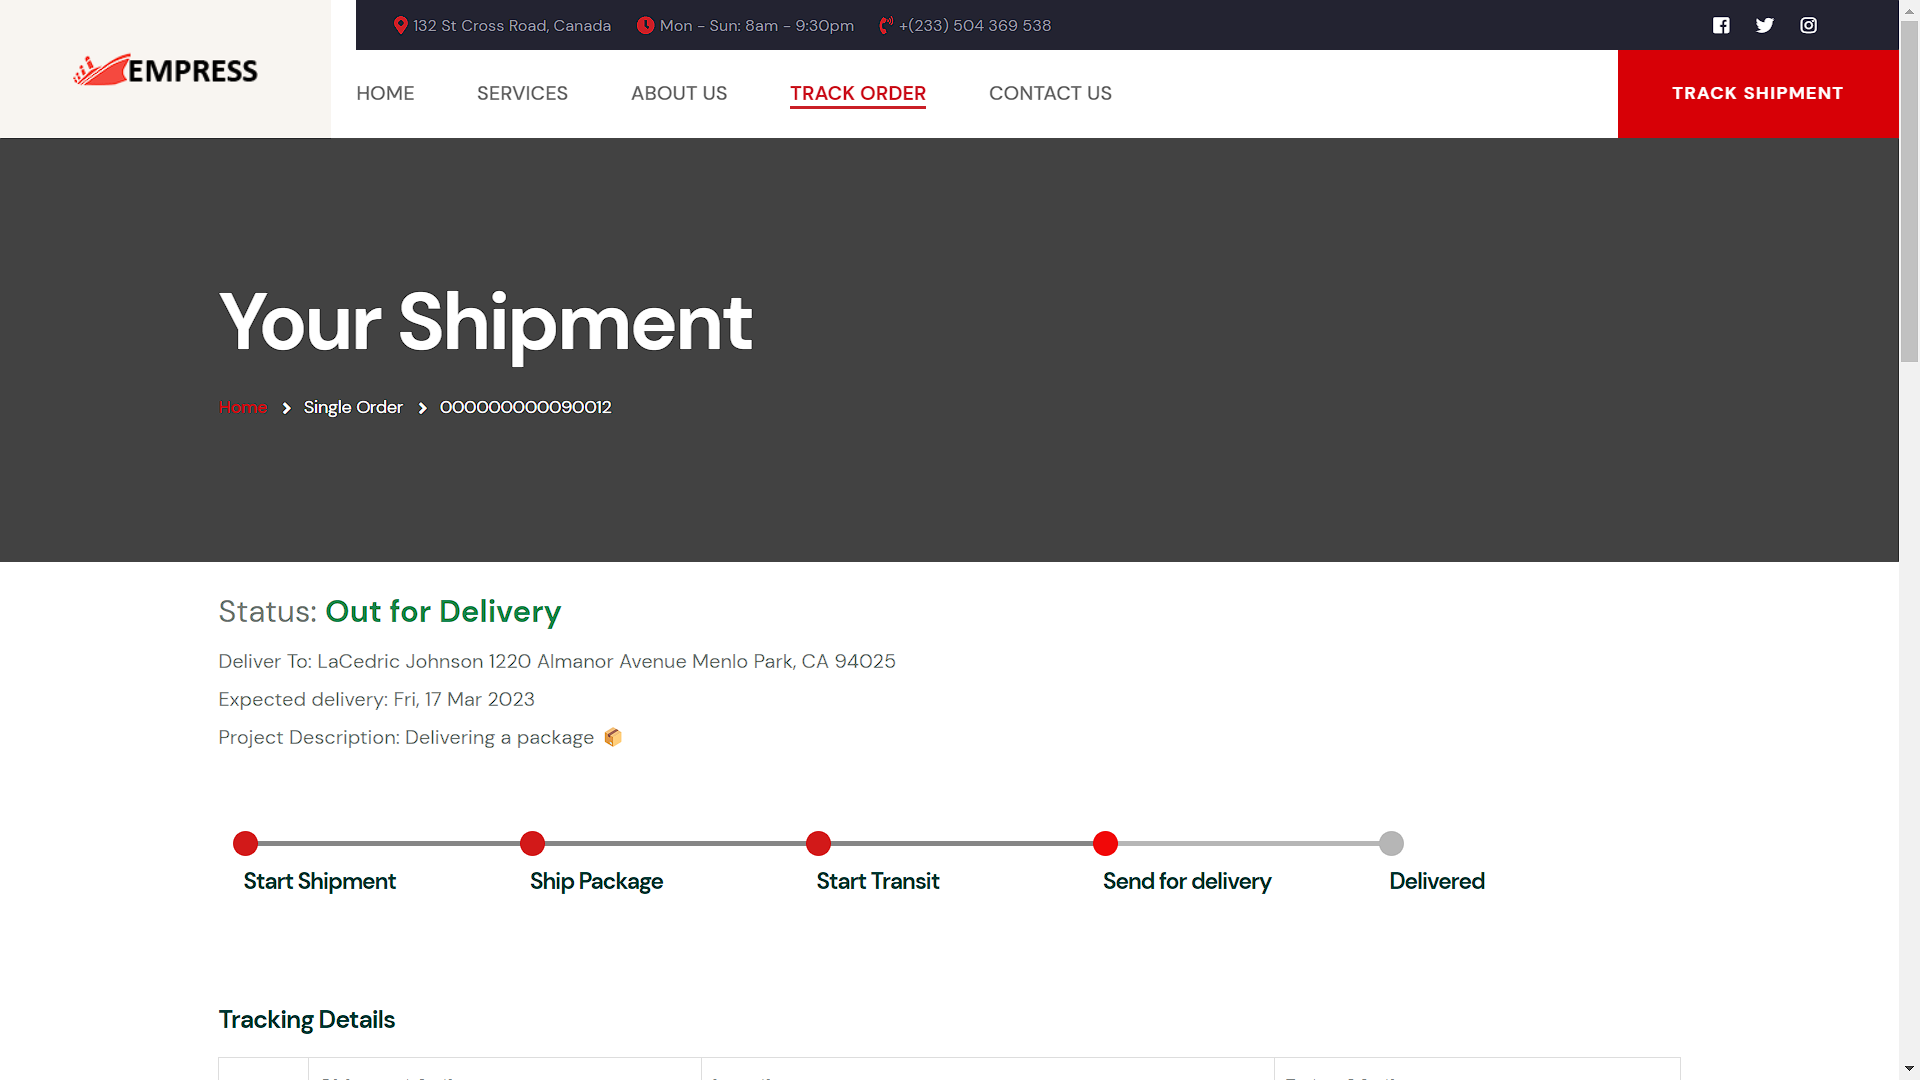 132 St Cross Road, Canada
Mon - Sun: 8am - 9:30pm
+(233) 504 369 538
EMPRESS
HOME
SERVICES
ABOUT US
TRACK ORDER
CONTACT US
TRACK SHIPMENT
Your Shipment
Home
Single Order
000000000090012
Status: Out for Delivery
Deliver To: LaCedric Johnson 1220 Almanor Avenue Menlo Park, CA 94025
Expected delivery: Fri, 17 Mar 2023
Project Description: Delivering a package 📦
Start Shipment
Ship Package
Start Transit
Send for delivery
Delivered
Tracking Details